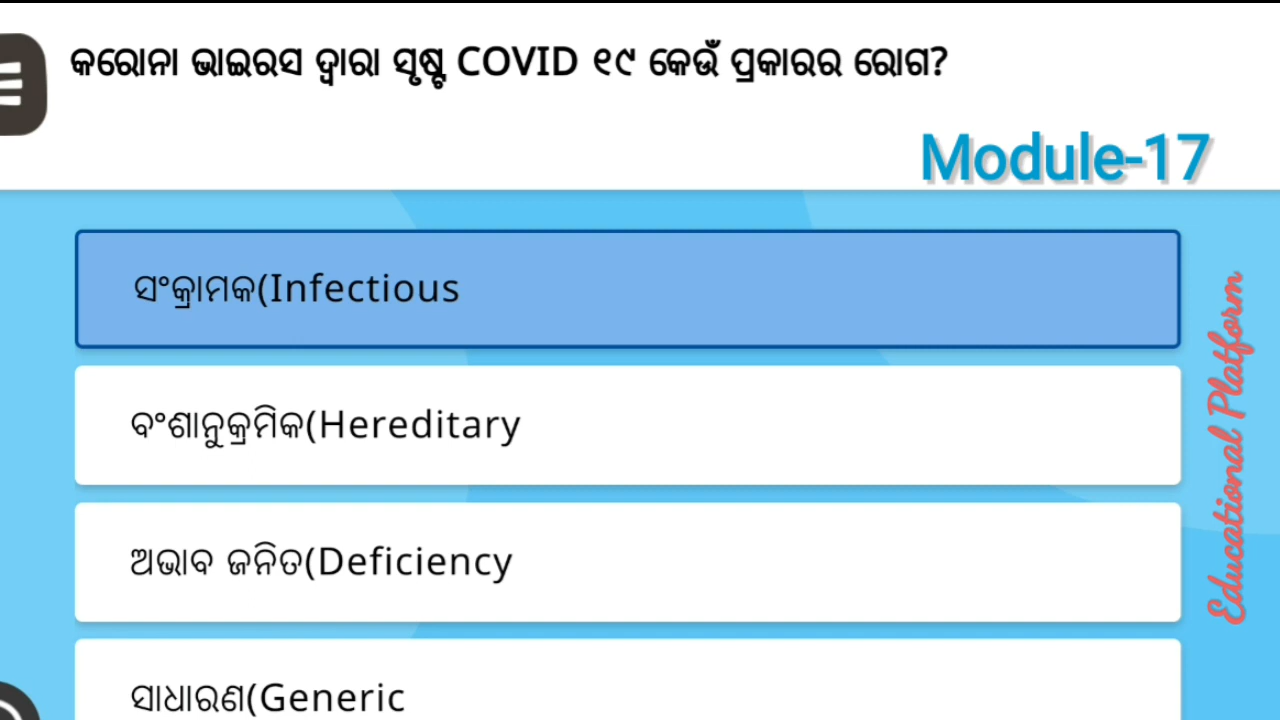 କରୋନା ଭାଇରସ ଦ୍ୱାରା ସୃଷ୍ଟ COVID ୧୯ କେଉଁ ପ୍ରକାରର ରୋଗ?
Module-17
ସଂକ୍ରାମକ(Infectious
ବଂଶାନୁକ୍ରମିକ(Hereditary
ଅଭାବ ଜନିତ(Deficiency
ସାଧାରଣ(Generic
Educational Platform